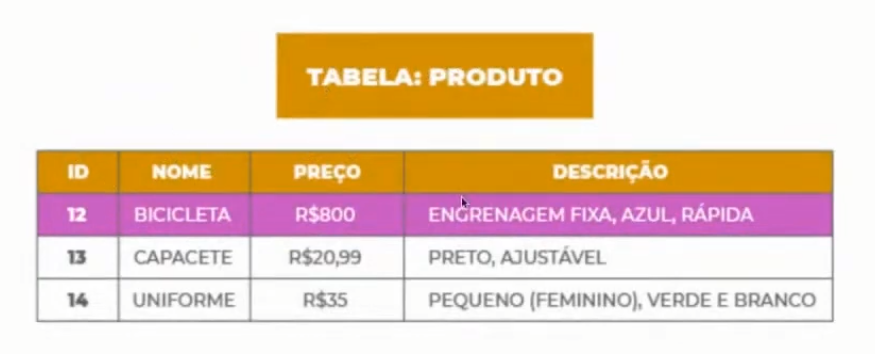 TABELA: PRODUTO
ID NOME PREÇO DESCRIÇÃO
12 BICICLETA R$800 ENGRENAGEM FIXA, AZUL, RÁPIDA
13 CAPACETE R$20,99 PRETO, AJUSTÁVEL
14 UNIFORME R$35 PEQUENO (FEMININO), VERDE E BRANCO